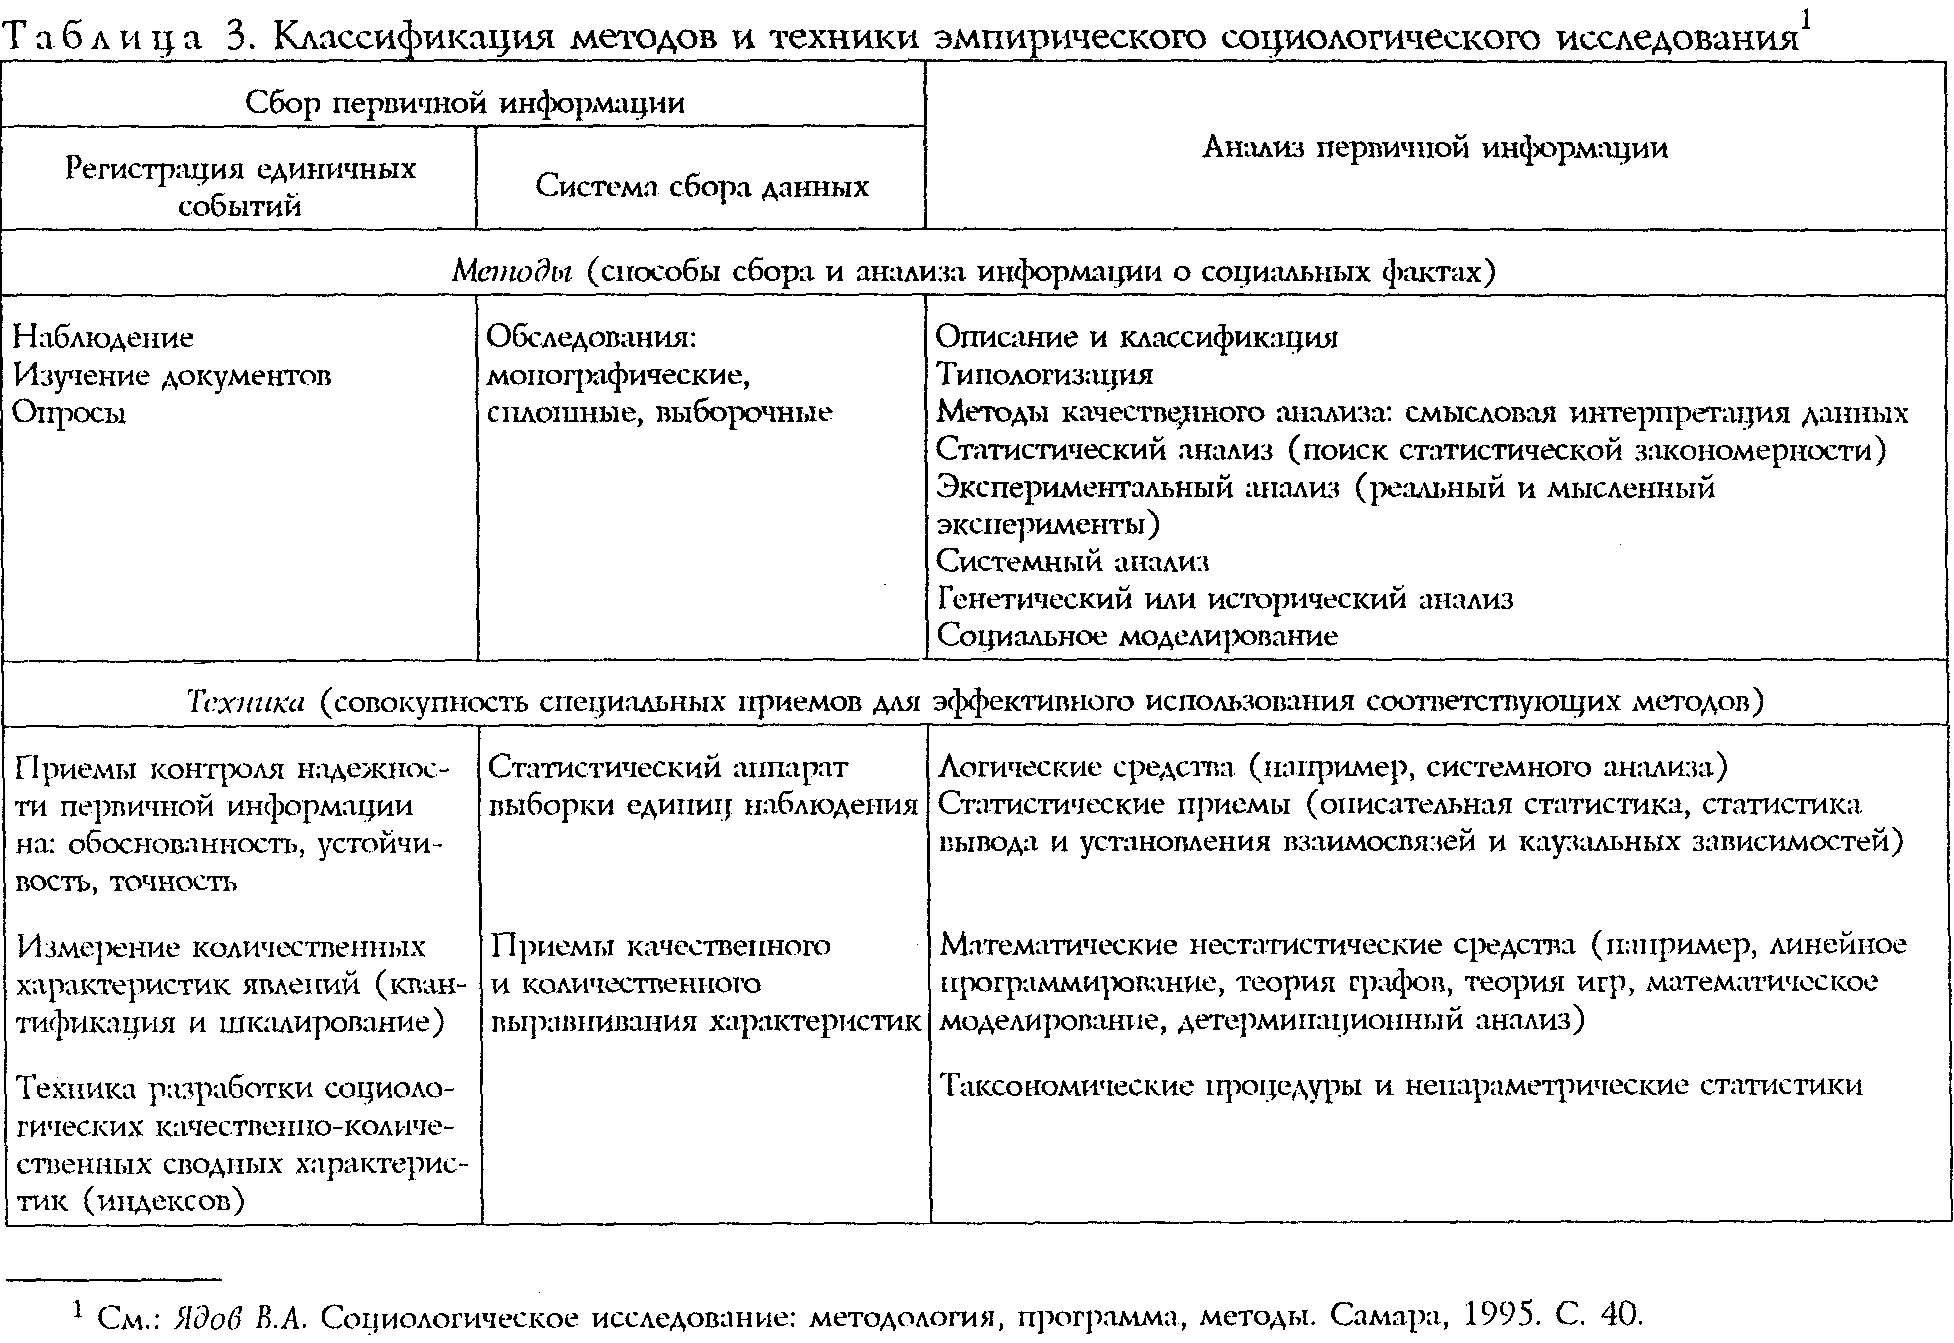 Таблица 3. Классификация методов и техники эмпирического социологического исследования1
Сбор первичной информации
Анализ первичной информации
Регистрация единичных
событий
Система сбора данных
Методы (способы сбора и анализа информации о социальных фактах)
Наблюдение
Изучение документов
Опросы
Обследования:
монографические,
сплошные, выборочные
Описание и классификация
Типологизация
Методы качественного анализа: смысловая интерпретация данных
Статистический анализ (поиск статистической закономерности)
Экспериментальный анализ (реальный и мысленный
эксперименты)
Системный анализ
Генетический или исторический анализ
Социальное моделирование
Техника (совокупность специальных приемов для эффективного использования соответствующих методов)
Приемы контроля надежнос-
ти первичной информации
на: обоснованность, устойчи-
вость, точность
Статистический аппарат
выборки единиц наблюдения
Логические средства (например, системного анализа)
Статистические приемы (описательная статистика, статистика
вывода и установления взаимосвязей и каузальных зависимостей)
Измерение количественных
характеристик явлений (кван-
тификация и шкалирование)
Приемы качественного
и количественного
выравнивания характеристик
Математические нестатистические средства (например, линейное
программирование, теория графов, теория игр, математическое
моделирование, детерминационный анализ)
Техника разработки социоло-
гических качественно-количе-
ственных сводных характерис-
тик (индексов)
Таксономические процедуры и непараметрические статистики
1 См.: Ядов В.А. Социологическое исследование: методология, программа, методы. Самара, 1995. С. 40.